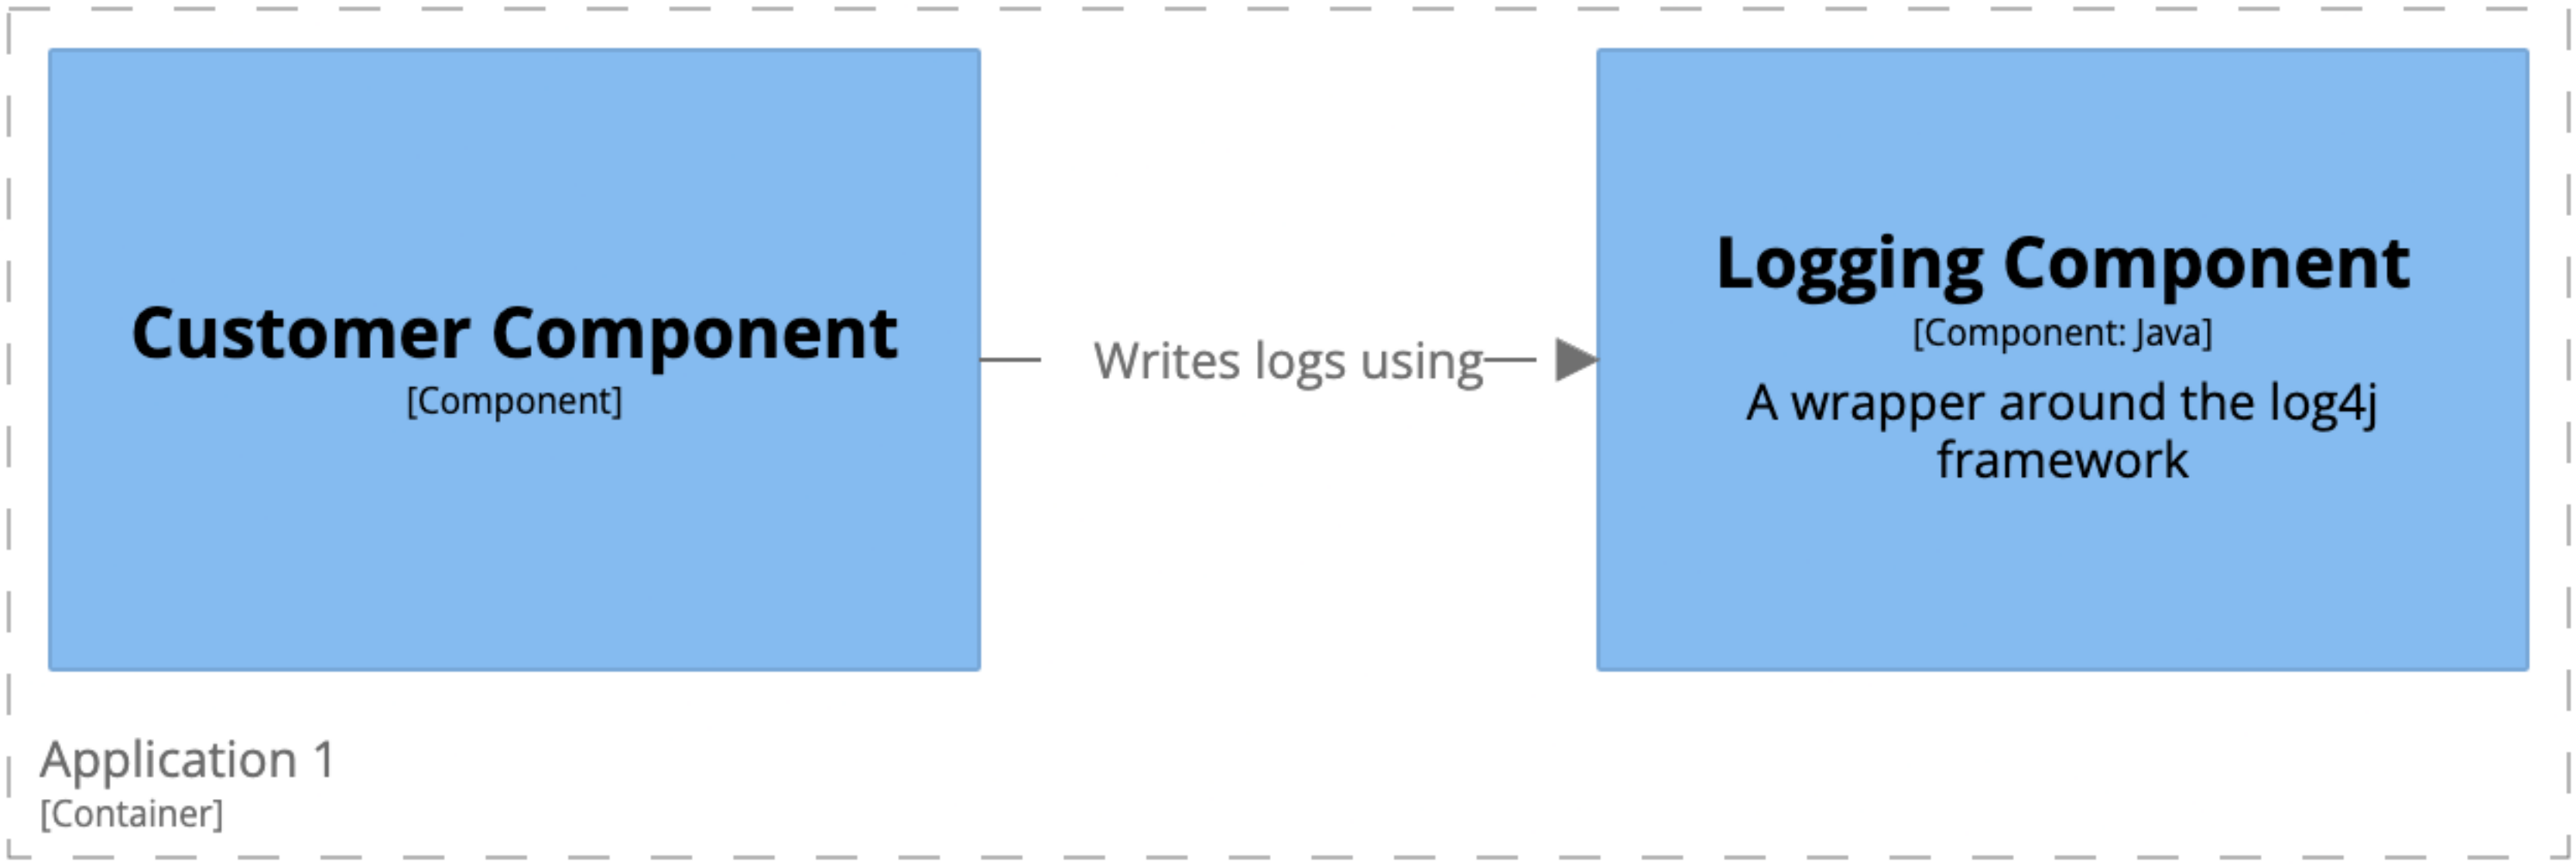 Customer Component
[Component]
Writes logs using
Logging Component
[Component: Java]
A wrapper around the log4j
framework
Application 1
[Container]